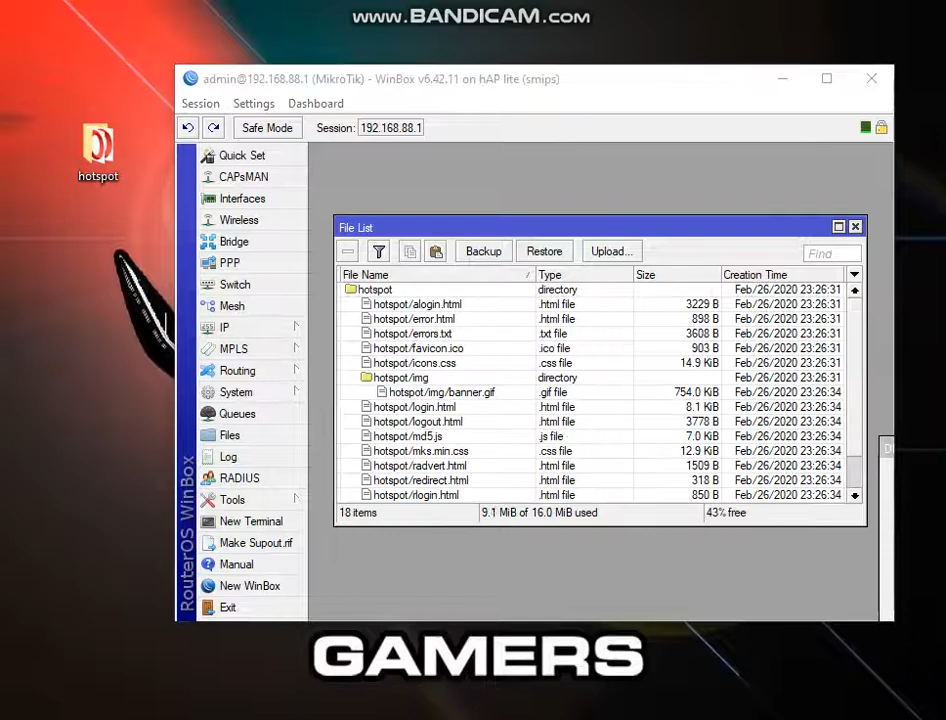 www.BANDICAM.com
admin@192.168.88.1 (MikroTik) - WinBox v6.42.11 on hAP lite (smips)
Session Settings Dashboard
Safe Mode Session: 192.168.88.1
hotspot
Quick Set
CAPsMAN
Interfaces
Wireless
Bridge
PPP
Switch
Mesh
IP
MPLS
Routing
System
Queues
Files
Log
RADIUS
Tools
New Terminal
Make Supout.rif
Manual
New WinBox
Exit
RouterOS WinBox
File List
Backup Restore Upload... Find
File Name / Type Size Creation Time
hotspot directory Feb/26/2020 23:26:31
hotspot/alogin.html .html file 3229 B Feb/26/2020 23:26:31
hotspot/error.html .html file 898 B Feb/26/2020 23:26:31
hotspot/errors.txt .txt file 3608 B Feb/26/2020 23:26:31
hotspot/favicon.ico .ico file 903 B Feb/26/2020 23:26:31
hotspot/icons.css .css file 14.9 KiB Feb/26/2020 23:26:31
hotspot/img directory Feb/26/2020 23:26:31
hotspot/img/banner.gif .gif file 754.0 KiB Feb/26/2020 23:26:34
hotspot/login.html .html file 8.1 KiB Feb/26/2020 23:26:34
hotspot/logout.html .html file 3778 B Feb/26/2020 23:26:34
hotspot/md5.js .js file 7.0 KiB Feb/26/2020 23:26:34
hotspot/mks.min.css .css file 12.9 KiB Feb/26/2020 23:26:34
hotspot/radvert.html .html file 1509 B Feb/26/2020 23:26:34
hotspot/redirect.html .html file 318 B Feb/26/2020 23:26:34
hotspot/rlogin.html .html file 850 B Feb/26/2020 23:26:34
18 items 9.1 MiB of 16.0 MiB used 43% free
GAMERS